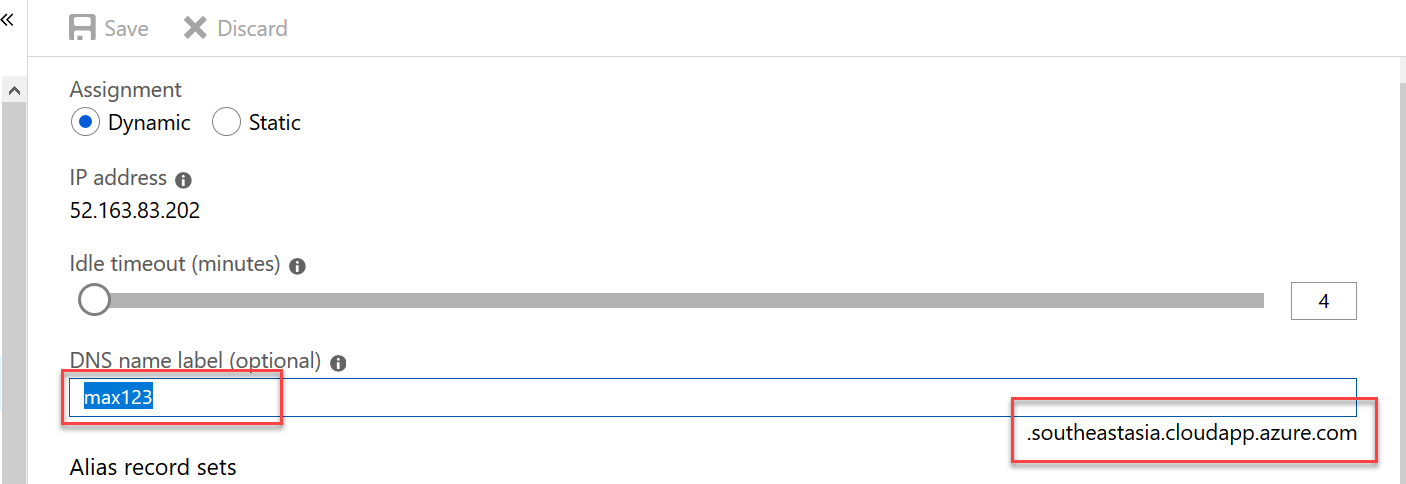 «
Save Discard
Assignment
Dynamic Static
IP address
52.163.83.202
Idle timeout (minutes)
4
DNS name label (optional)
max123
.southeastasia.cloudapp.azure.com
Alias record sets